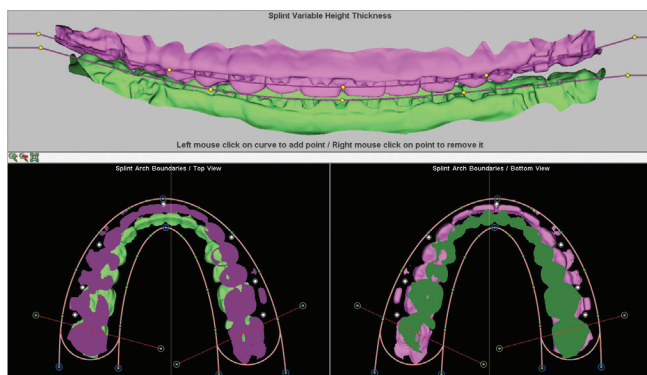 Splint Variable Height Thickness
Left mouse click on curve to add point / Right mouse click on point to remove it
Splint Arch Boundaries / Top View
Splint Arch Boundaries / Bottom View